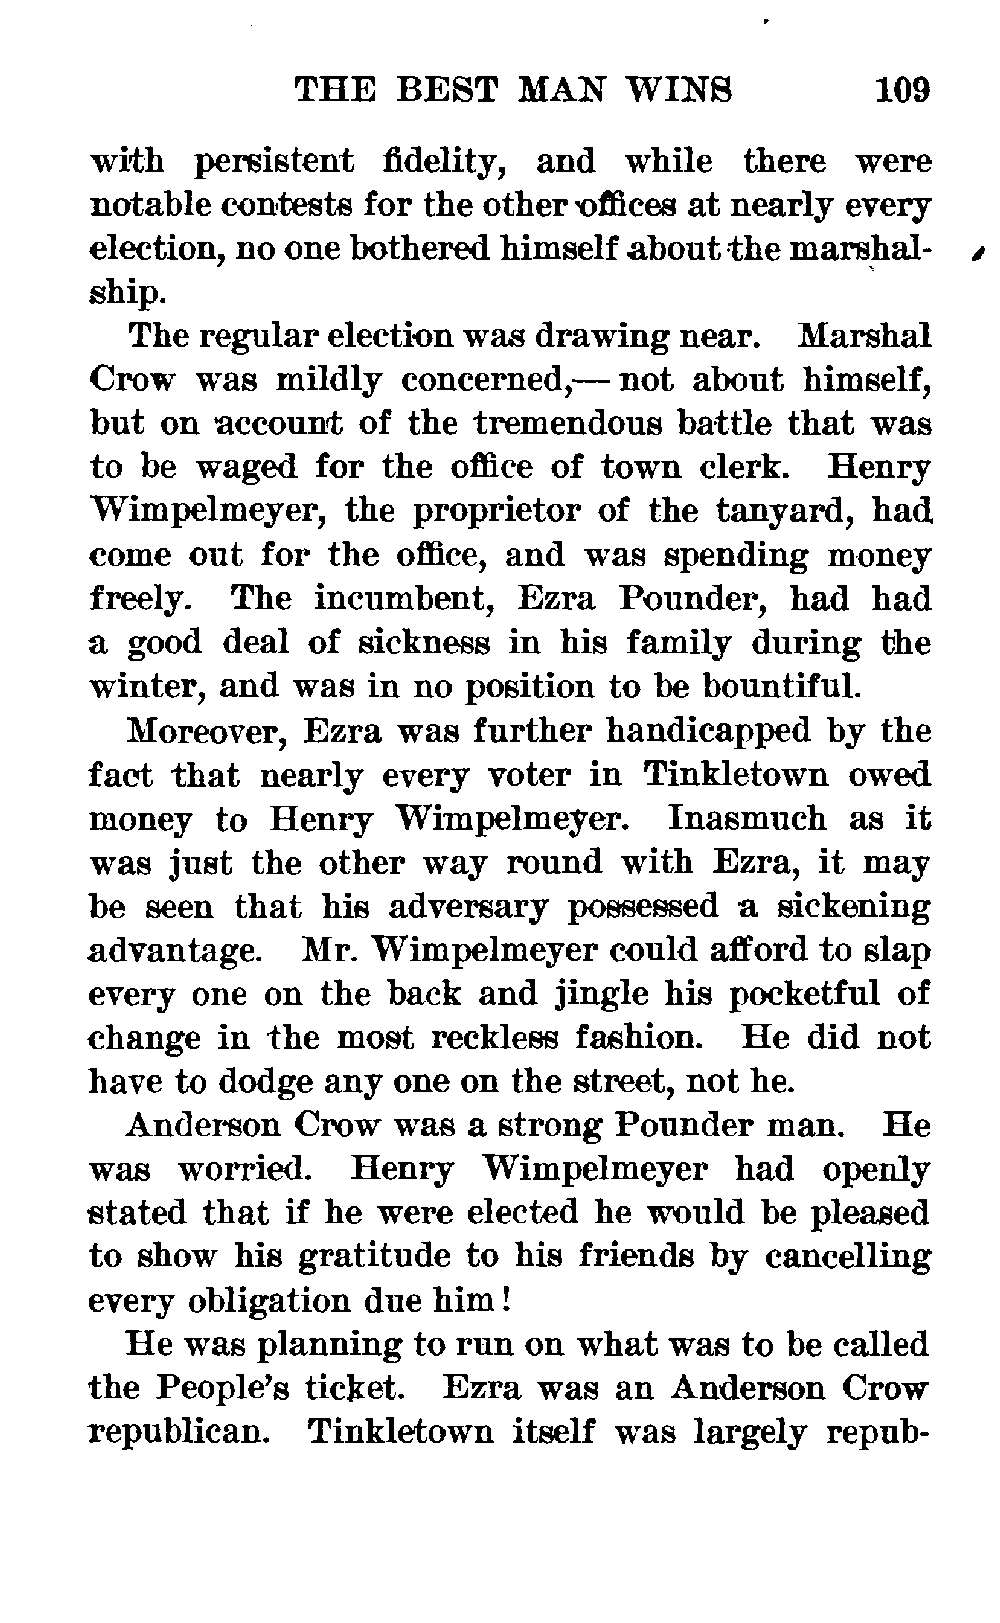 THE BEST MAN WINS 109
with persistent fidelity, and while there were
notable contests for the other offices at nearly every
election, no one bothered himself about the marshal-
ship.
The regular election was drawing near. Marshal
Crow was mildly concerned,— not about himself,
but on account of the tremendous battle that was
to be waged for the office of town clerk. Henry
Wimpelmeyer, the proprietor of the tanyard, had
come out for the office, and was spending money
freely. The incumbent, Ezra Pounder, had had
a good deal of sickness in his family during the
winter, and was in no position to be bountiful.
Moreover, Ezra was further handicapped by the
fact that nearly every voter in Tinkletown owed
money to Henry Wimpelmeyer. Inasmuch as it
was just the other way round with Ezra, it may
be seen that his adversary possessed a sickening
advantage. Mr. Wimpelmeyer could afford to slap
every one on the back and jingle his pocketful of
change in the most reckless fashion. He did not
have to dodge any one on the street, not he.
Anderson Crow was a strong Pounder man. He
was worried. Henry Wimpelmeyer had openly
stated that if he were elected he would be pleased
to show his gratitude to his friends by cancelling
every obligation due him!
He was planning to run on what was to be called
the People's ticket. Ezra was an Anderson Crow
republican. Tinkletown itself was largely repub-